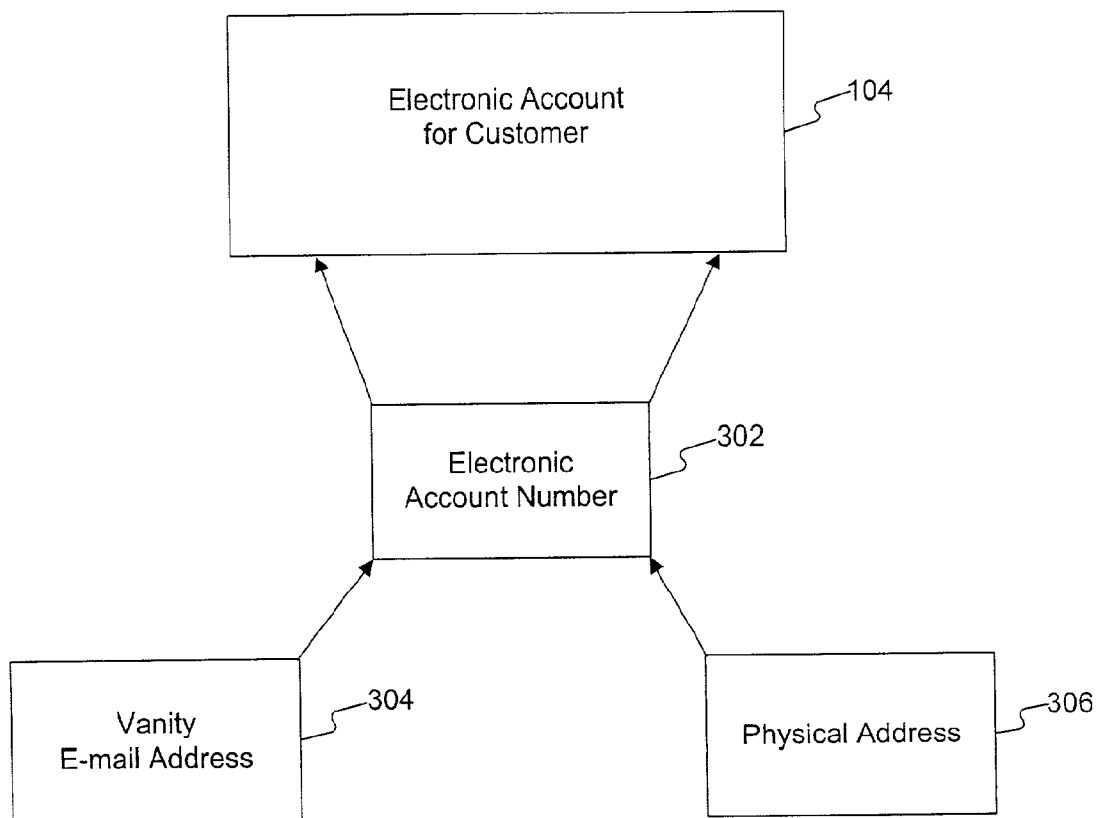 Electronic Account
for Customer
104
Electronic
Account Number
302
Vanity
E-mail Address
304
Physical Address
306